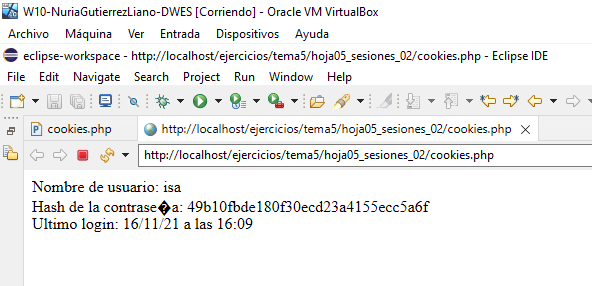 W10-NuriaGutierrezLiano-DWES [Corriendo] - Oracle VM VirtualBox
Archivo Máquina Ver Entrada Dispositivos Ayuda
eclipse-workspace - http://localhost/ejercicios/tema5/hoja05_sesiones_02/cookies.php - Eclipse IDE
File Edit Navigate Search Project Run Window Help
cookies.php http://localhost/ejercicios/tema5/hoja05_sesiones_02/cookies.php
http://localhost/ejercicios/tema5/hoja05_sesiones_02/cookies.php
Nombre de usuario: isa
Hash de la contrase�a: 49b10fbde180f30ecd23a4155ecc5a6f
Ultimo login: 16/11/21 a las 16:09